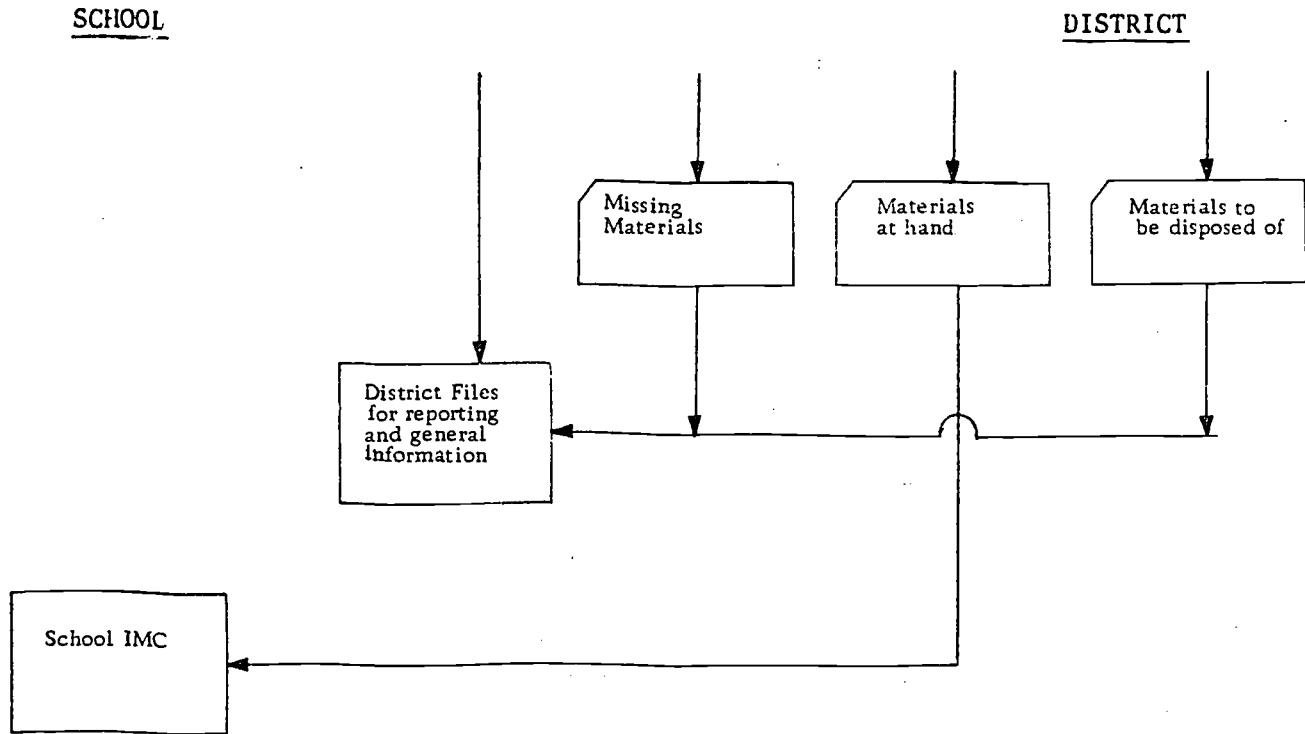 SCHOOL
DISTRICT
Missing
Materials
Materials
at hand
Materials to
be disposed of
District Files
for reporting
and general
Information
School IMC